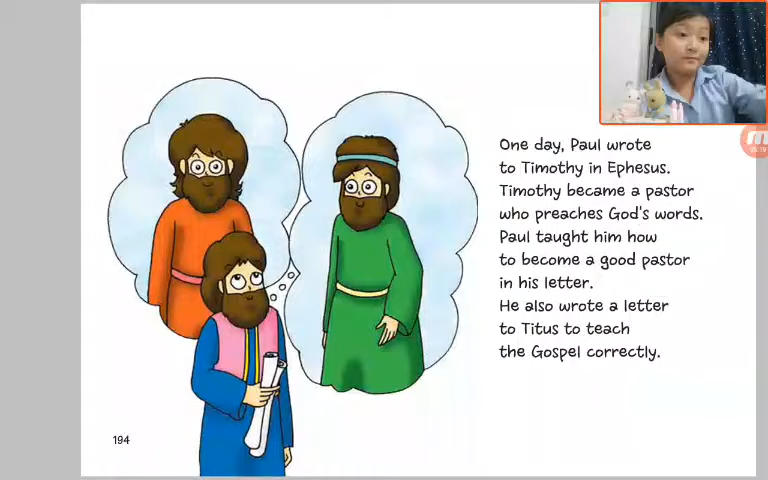 One day, Paul wrote
to Timothy in Ephesus.
Timothy became a pastor
who preaches God's words.
Paul taught him how
to become a good pastor
in his letter.
He also wrote a letter
to Titus to teach
the Gospel correctly.
194